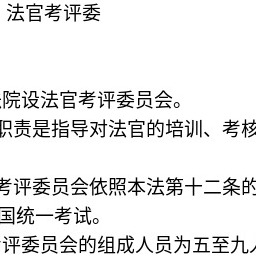 法官考评委
院设法官考评委员会。
职责是指导对法官的培训、考核
考评委员会依照本法第十二条的
国统一考试。
评委员会的组成人员为五至九